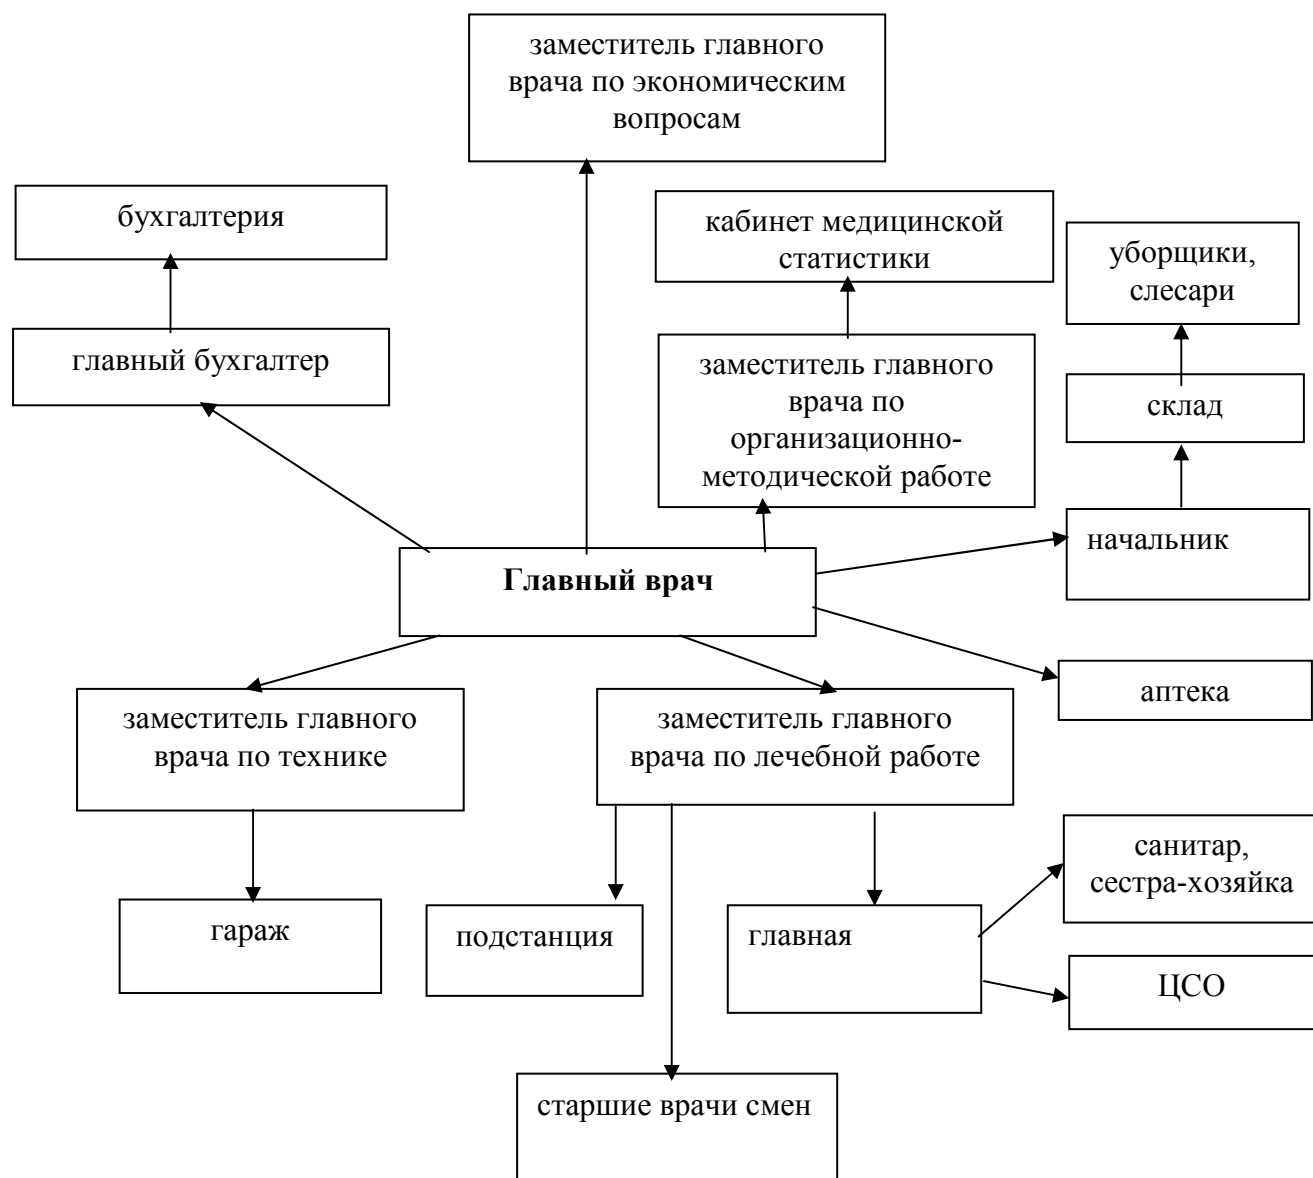 заместитель главного
врача по экономическим
вопросам
бухгалтерия
кабинет медицинской
статистики
уборщики,
слесари
главный бухгалтер
заместитель главного
врача по
организационно-
методической работе
склад
начальник
Главный врач
аптека
заместитель главного
врача по технике
заместитель главного
врача по лечебной работе
санитар,
сестра-хозяйка
гараж
подстанция
главная
ЦСО
старшие врачи смен